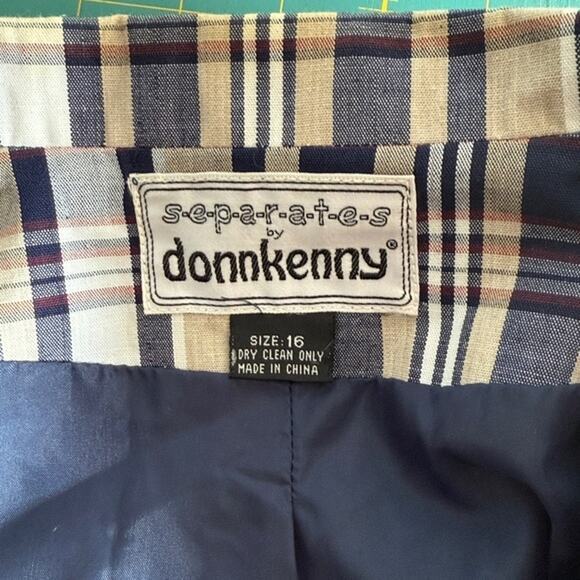 s-e-p-a-r-a-t-e-s
by
donnkenny®
SIZE:16
DRY CLEAN ONLY
MADE IN CHINA